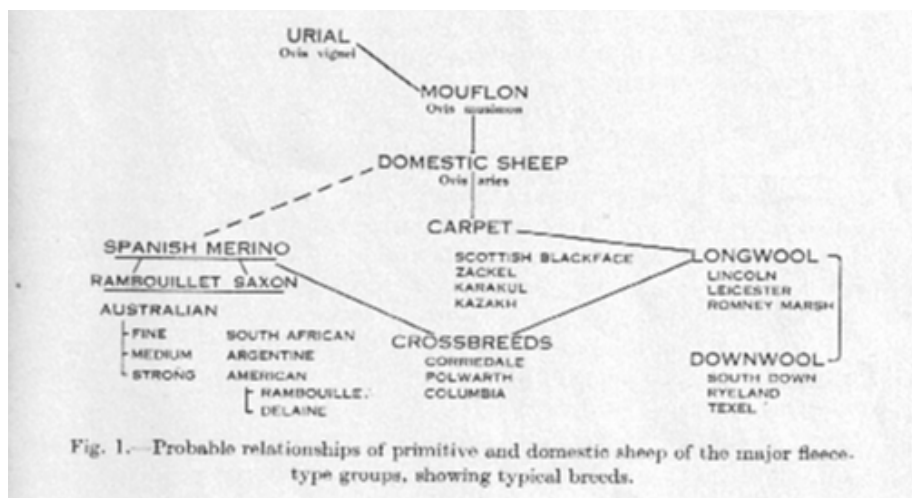 URIAL
Ovis vignei
MOUFLON
Ovis musimon
DOMESTIC SHEEP
Ovis aries
CARPET
SPANISH MERINO
SCOTTISH BLACKFACE
LONGWOOL
ZACKEL
LINCOLN
RAMBOUILLET SAXON
KARAKUL
LEICESTER
KAZAKH
ROMNEY MARSH
AUSTRALIAN
FINE
SOUTH AFRICAN
CROSSBREEDS
MEDIUM
ARGENTINE
CORRIEDALE
DOWNWOOL
STRONG
AMERICAN
POLWARTH
SOUTH DOWN
RAMBOUILLE
COLUMBIA
RYELAND
DELAINE
TEXEL
Fig. 1.—Probable relationships of primitive and domestic sheep of the major fleece-
type groups, showing typical breeds.